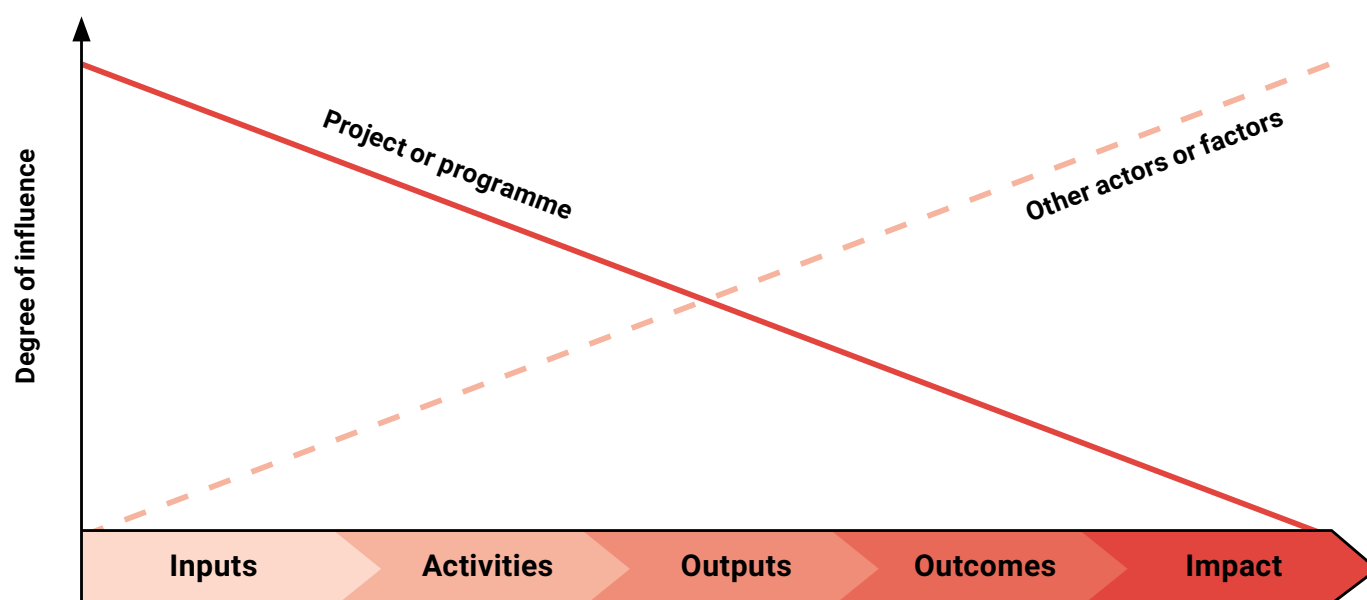 Degree of influence
Project or programme
Other actors or factors
Inputs
Activities
Outputs
Outcomes
Impact